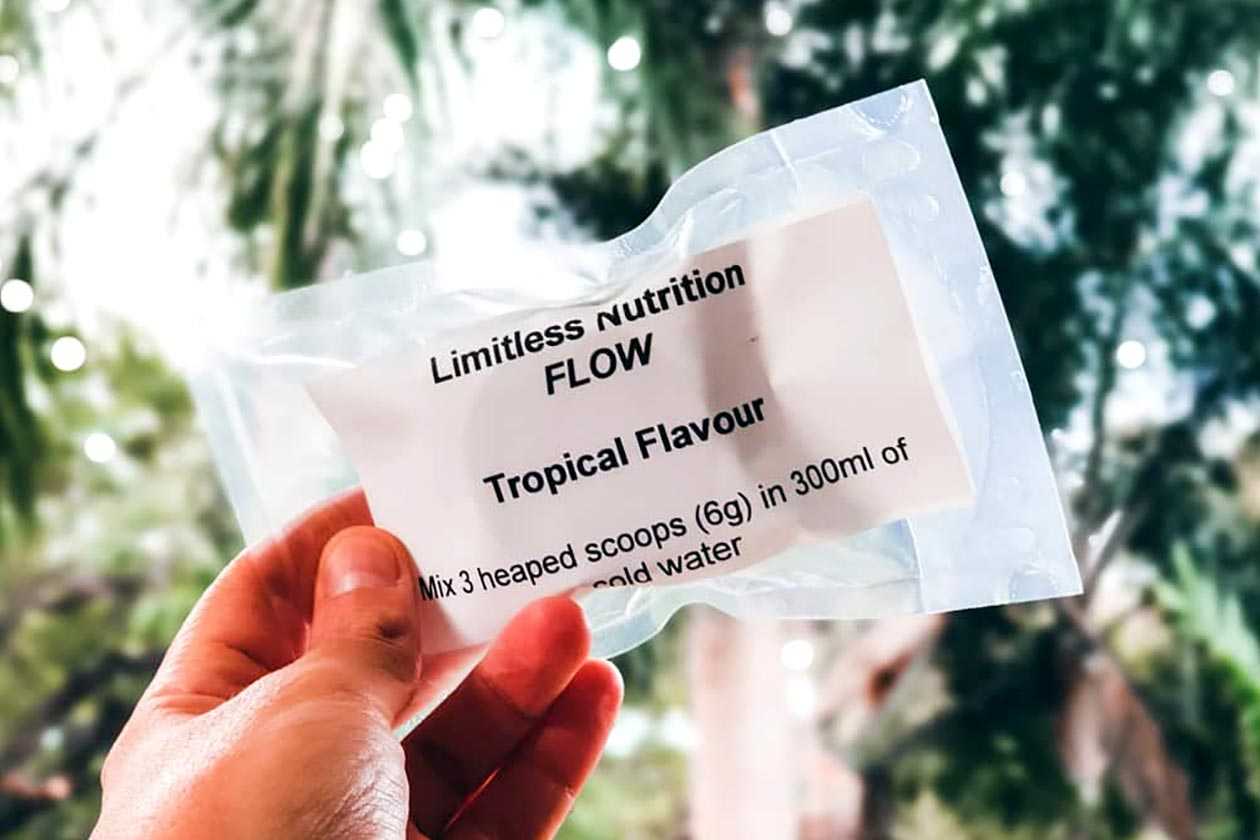 Limitless Nutrition
FLOW
Tropical Flavour
Mix 3 heaped scoops (6g) in 300ml of
cold water